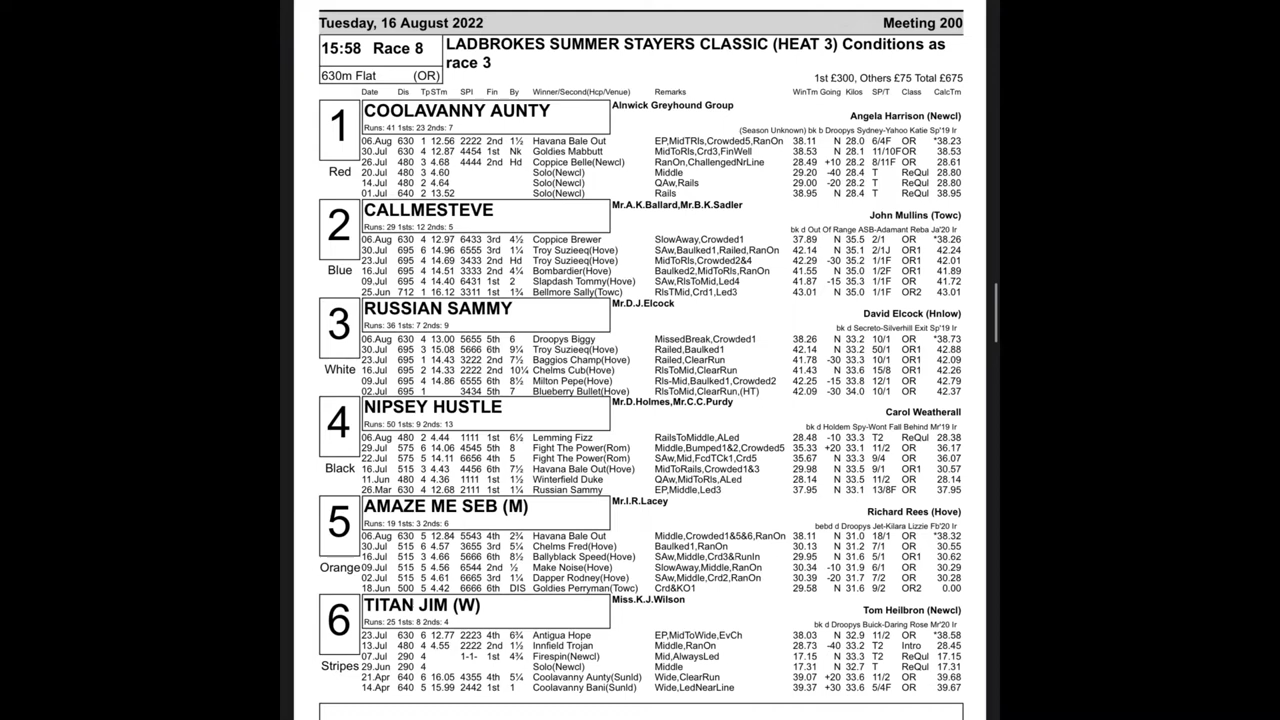 Tuesday, 16 August 2022 Meeting 200
15:58 Race 8 LADBROKES SUMMER STAYERS CLASSIC (HEAT 3) Conditions as
race 3
630m Flat (OR) 1st £300, Others £75 Total £675
Date Dis Tp STm SPl Fin By Winner/Second(Hcp/Venue) Remarks WinTm Going Kilos SP/T Class CalcTm
1 COOLAVANNY AUNTY Alnwick Greyhound Group
Angela Harrison (Newcl)
Runs: 41 1sts: 23 2nds: 7 (Season Unknown) bk b Droopys Sydney-Yahoo Katie Sp'19 Ir
06.Aug 630 1 12.56 2222 2nd 1½ Havana Bale Out EP,MidTRls,Crowded5,RanOn 38.11 N 28.0 6/4F OR *38.23
30.Jul 630 4 12.87 4454 1st Nk Goldies Mabbutt MidToRls,Crd3,FinWell 38.53 N 28.1 11/10F OR 38.53
26.Jul 480 3 4.68 4444 2nd Hd Coppice Belle(Newcl) RanOn,ChallengedNrLine 28.49 +10 28.2 8/11F OR 28.61
Red 20.Jul 480 3 4.60 Solo(Newcl) Middle 29.20 -40 28.4 T ReQul 28.80
14.Jul 480 2 4.64 Solo(Newcl) QAw,Rails 29.00 -20 28.2 T ReQul 28.80
01.Jul 640 2 13.52 Solo(Newcl) Rails 38.95 N 28.4 T ReQul 38.95
2 CALLMESTEVE Mr.A.K.Ballard,Mr.B.K.Sadler
John Mullins (Towc)
Runs: 29 1sts: 12 2nds: 5 bk d Out Of Range ASB-Adamant Reba Ja'20 Ir
06.Aug 630 4 12.97 6433 3rd 4½ Coppice Brewer SlowAway,Crowded1 37.89 N 35.5 2/1 OR *38.26
30.Jul 695 6 14.96 6555 3rd 1¼ Troy Suzieeq(Hove) SAw,Baulked1,Railed,RanOn 42.14 N 35.1 2/1J OR1 42.24
23.Jul 695 4 14.69 3433 2nd Hd Troy Suzieeq(Hove) MidToRls,Crowded2&4 42.29 -30 35.2 1/1F OR1 42.01
Blue 16.Jul 695 4 14.51 3333 2nd 4¼ Bombardier(Hove) Baulked2,MidToRls,RanOn 41.55 N 35.0 1/2F OR1 41.89
09.Jul 695 4 14.40 6431 1st 2 Slapdash Tommy(Hove) SAw,RlsToMid,Led4 41.87 -15 35.3 1/1F OR 41.72
25.Jun 712 1 16.12 3311 1st 1¾ Bellmore Sally(Towc) RlsTMid,Crd1,Led3 43.01 N 35.0 1/1F OR2 43.01
3 RUSSIAN SAMMY Mr.D.J.Elcock
David Elcock (Hnlow)
Runs: 36 1sts: 7 2nds: 9 bk d Secreto-Silverhill Exit Sp'19 Ir
06.Aug 630 4 13.00 5655 5th 6 Droopys Biggy MissedBreak,Crowded1 38.26 N 33.2 10/1 OR *38.73
30.Jul 695 3 15.08 5666 6th 9¼ Troy Suzieeq(Hove) Railed,Baulked1 42.14 N 33.2 50/1 OR1 42.88
23.Jul 695 1 14.43 3222 2nd 7½ Baggios Champ(Hove) Railed,ClearRun 41.78 -30 33.3 10/1 OR1 42.09
White 16.Jul 695 2 14.33 2222 2nd 10¼ Chelms Cub(Hove) RlsToMid,ClearRun 41.43 N 33.6 15/8 OR1 42.26
09.Jul 695 4 14.86 6555 6th 8½ Milton Pepe(Hove) Rls-Mid,Baulked1,Crowded2 42.25 -15 33.8 12/1 OR 42.79
02.Jul 695 1 3434 5th 7 Blueberry Bullet(Hove) RlsToMid,ClearRun,(HT) 42.09 -30 34.0 10/1 OR 42.37
4 NIPSEY HUSTLE Mr.D.Holmes,Mr.C.C.Purdy
Carol Weatherall
Runs: 50 1sts: 9 2nds: 13 bk d Holdem Spy-Wont Fall Behind Mr'19 Ir
06.Aug 480 2 4.44 1111 1st 6½ Lemming Fizz RailsToMiddle,ALed 28.48 -10 33.3 T2 ReQul 28.38
29.Jul 575 6 14.06 4545 5th 8 Fight The Power(Rom) Middle,Bumped1&2,Crowded5 35.33 +20 33.1 11/2 OR 36.17
22.Jul 575 5 14.11 6656 4th 5 Fight The Power(Rom) SAw,Mid,FcdTCk1,Crd5 35.67 N 33.3 9/4 OR 36.07
Black 16.Jul 515 3 4.43 4456 6th 7½ Havana Bale Out(Hove) MidToRails,Crowded1&3 29.98 N 33.5 9/1 OR1 30.57
11.Jun 480 4 4.36 1111 1st 1½ Winterfield Duke QAw,MidToRls,ALed 28.14 N 33.5 11/2 OR 28.14
26.Mar 630 4 12.68 2111 1st 1¼ Russian Sammy EP,Middle,Led3 37.95 N 33.1 13/8F OR 37.95
5 AMAZE ME SEB (M) Mr.I.R.Lacey
Richard Rees (Hove)
Runs: 19 1sts: 3 2nds: 6 bebd d Droopys Jet-Kilara Lizzie Fb'20 Ir
06.Aug 630 5 12.84 5543 4th 2¾ Havana Bale Out Middle,Crowded1&5&6,RanOn 38.11 N 31.0 18/1 OR *38.32
30.Jul 515 6 4.57 3655 3rd 5¼ Chelms Fred(Hove) Baulked1,RanOn 30.13 N 31.2 7/1 OR 30.55
16.Jul 515 3 4.66 5666 6th 8½ Ballyblack Speed(Hove) SAw,Middle,Crd3&RunIn 29.95 N 31.6 5/1 OR1 30.62
Orange 09.Jul 515 5 4.56 6544 2nd ½ Make Noise(Hove) SlowAway,Middle,RanOn 30.34 -10 31.9 6/1 OR 30.29
02.Jul 515 5 4.61 6665 3rd 1¼ Dapper Rodney(Hove) SAw,Middle,Crd2,RanOn 30.39 -20 31.7 7/2 OR 30.28
18.Jun 500 5 4.42 6666 6th DIS Goldies Perryman(Towc) Crd&KO1 29.58 N 31.6 9/2 OR2 0.00
6 TITAN JIM (W) Miss.K.J.Wilson
Tom Heilbron (Newcl)
Runs: 25 1sts: 8 2nds: 4 bk d Droopys Buick-Daring Rose Mr'20 Ir
23.Jul 630 6 12.77 2223 4th 6¾ Antigua Hope EP,MidToWide,EvCh 38.03 N 32.9 11/2 OR *38.58
13.Jul 480 4 4.55 2222 2nd 1½ Innfield Trojan Middle,RanOn 28.73 -40 33.2 T2 Intro 28.45
07.Jul 290 4 -1-1- 1st 4¾ Firespin(Newcl) Mid,AlwaysLed 17.15 N 33.3 T2 ReQul 17.15
Stripes 29.Jun 290 4 Solo(Newcl) Middle 17.31 N 32.7 T ReQul 17.31
21.Apr 640 6 16.05 4355 4th 5¼ Coolavanny Aunty(Sunld) Wide,ClearRun 39.07 +20 33.6 11/2 OR 39.68
14.Apr 640 5 15.99 2442 1st 1 Coolavanny Bani(Sunld) Wide,LedNearLine 39.37 +30 33.6 5/4F OR 39.67